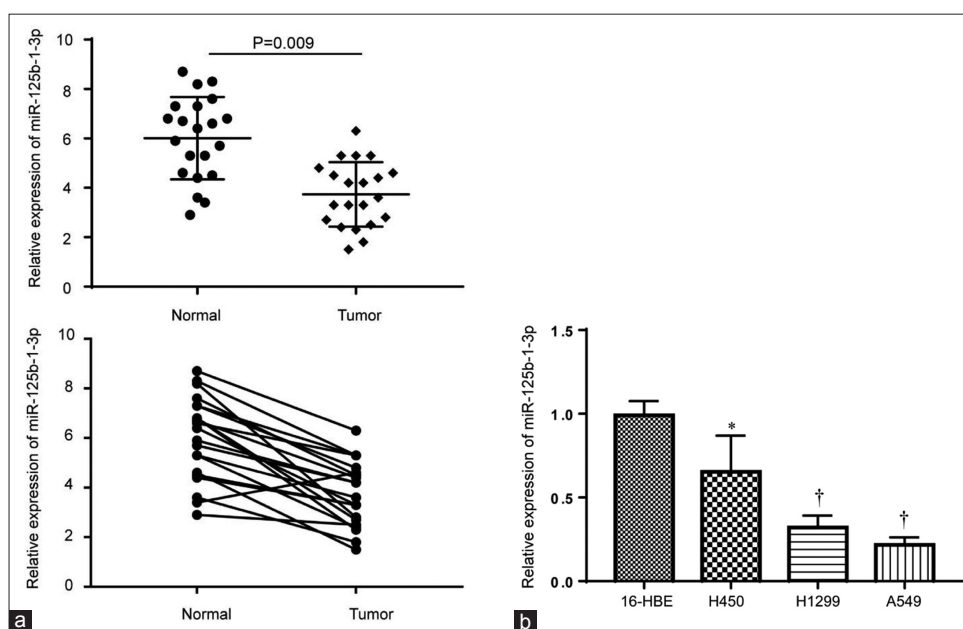 10
P=0.009
8
6
4
2
0
Relative expression of miR-125b-1-3p
Normal Tumor
10
8
6
4
2
0
Relative expression of miR-125b-1-3p
Normal Tumor
a
1.5
1.0
0.5
0.0
Relative expression of miR-125b-1-3p
*
†
†
16-HBE H450 H1299 A549
b